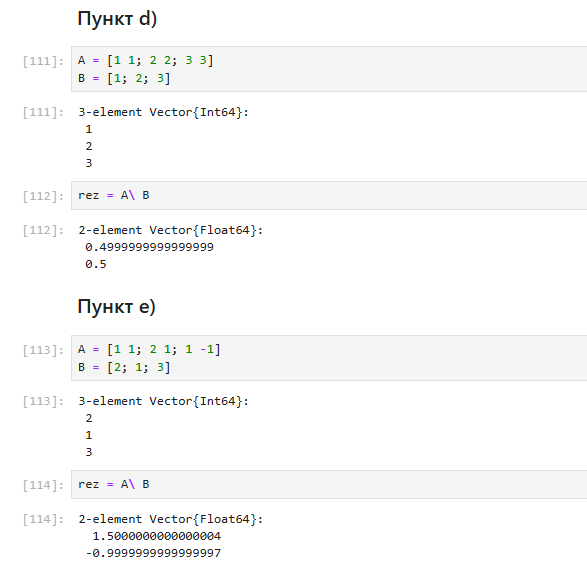 Пункт d)
[111]: A = [1 1; 2 2; 3 3]
B = [1; 2; 3]
[111]: 3-element Vector{Int64}:
1
2
3
[112]: rez = A\ B
[112]: 2-element Vector{Float64}:
0.4999999999999999
0.5
Пункт e)
[113]: A = [1 1; 2 1; 1 -1]
B = [2; 1; 3]
[113]: 3-element Vector{Int64}:
2
1
3
[114]: rez = A\ B
[114]: 2-element Vector{Float64}:
1.5000000000000004
-0.9999999999999997